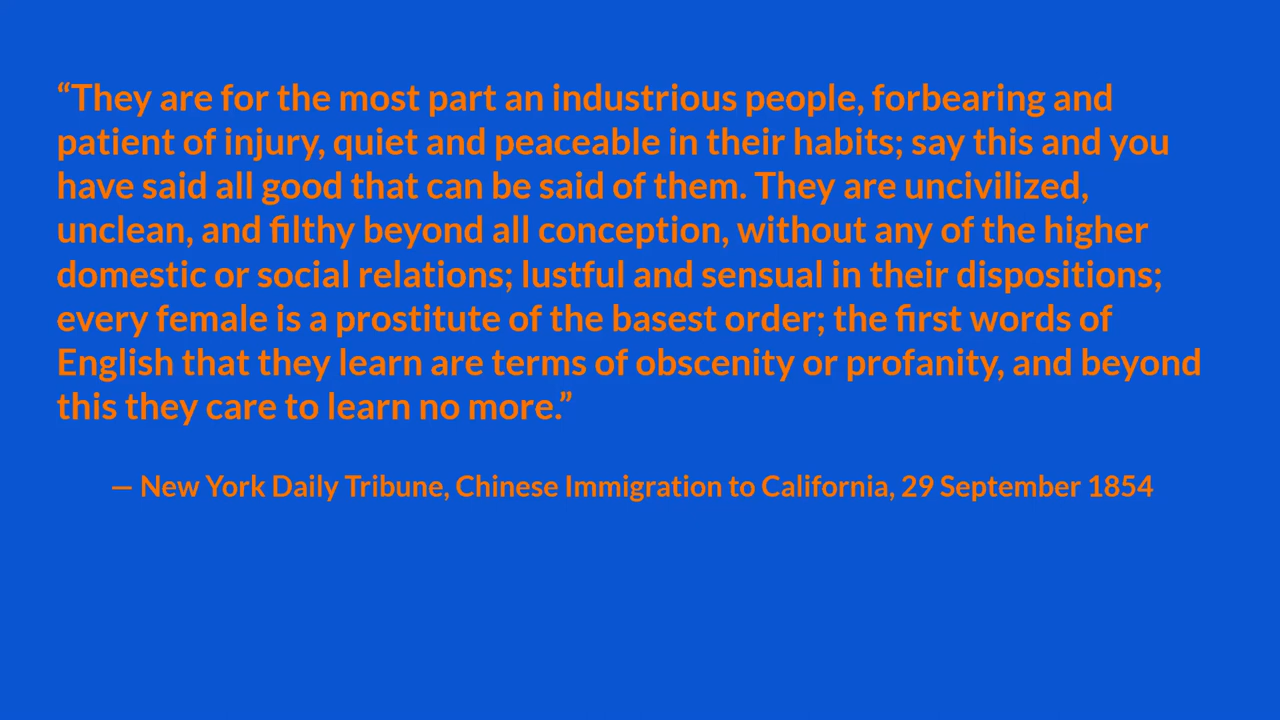 “They are for the most part an industrious people, forbearing and
patient of injury, quiet and peaceable in their habits; say this and you
have said all good that can be said of them. They are uncivilized,
unclean, and filthy beyond all conception, without any of the higher
domestic or social relations; lustful and sensual in their dispositions;
every female is a prostitute of the basest order; the first words of
English that they learn are terms of obscenity or profanity, and beyond
this they care to learn no more.”
— New York Daily Tribune, Chinese Immigration to California, 29 September 1854